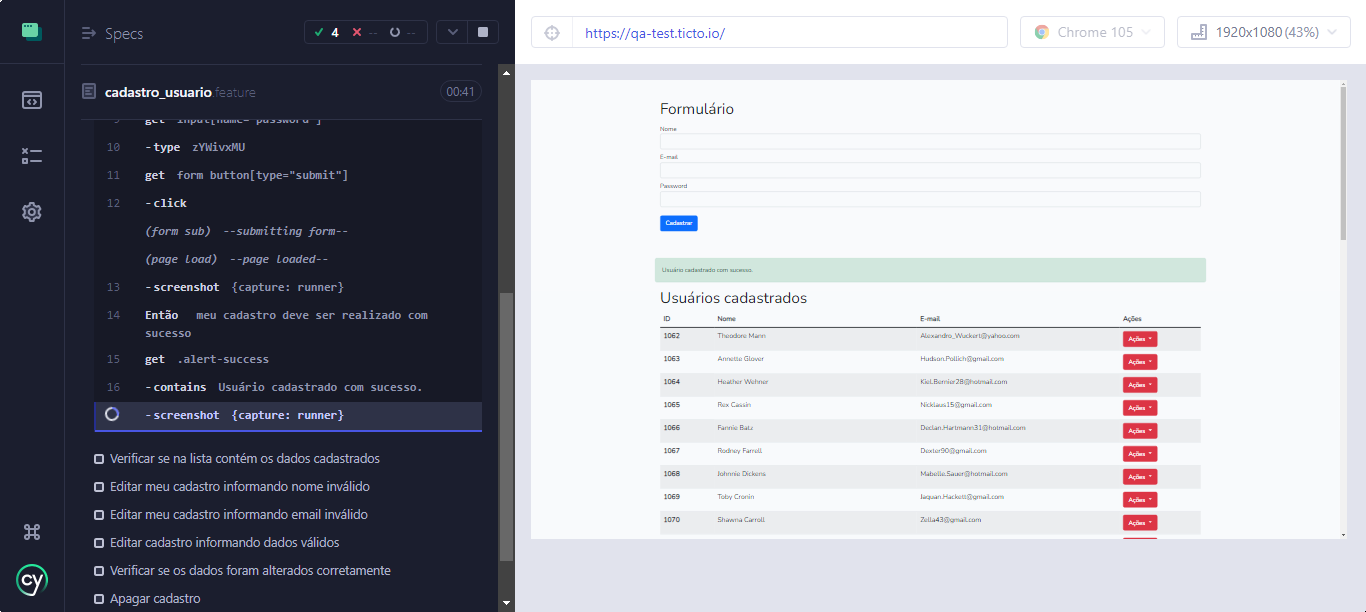 Specs
4
--
--
https://qa-test.ticto.io/
Chrome 105
1920x1080 (43%)
cadastro_usuario.feature
00:41
9 get input[name="password"]
10 -type zYWivxMU
11 get form button[type="submit"]
12 -click
(form sub) --submitting form--
(page load) --page loaded--
13 -screenshot {capture: runner}
14 Então meu cadastro deve ser realizado com
sucesso
15 get .alert-success
16 -contains Usuário cadastrado com sucesso.
-screenshot {capture: runner}
Verificar se na lista contém os dados cadastrados
Editar meu cadastro informando nome inválido
Editar meu cadastro informando email inválido
Editar cadastro informando dados válidos
Verificar se os dados foram alterados corretamente
Apagar cadastro
cy
Formulário
Nome
E-mail
Password
Cadastrar
Usuário cadastrado com sucesso.
Usuários cadastrados
ID Nome E-mail Ações
1062 Theodore Mann Alexandro_Wuckert@yahoo.com Ações
1063 Annette Glover Hudson.Pollich@gmail.com Ações
1064 Heather Wehner Kiel.Bernier28@hotmail.com Ações
1065 Rex Cassin Nicklaus15@gmail.com Ações
1066 Fannie Batz Declan.Hartmann31@hotmail.com Ações
1067 Rodney Farrell Dexter90@gmail.com Ações
1068 Johnnie Dickens Mabelle.Sauer@hotmail.com Ações
1069 Toby Cronin Jaquan.Hackett@gmail.com Ações
1070 Shawna Carroll Zella43@gmail.com Ações